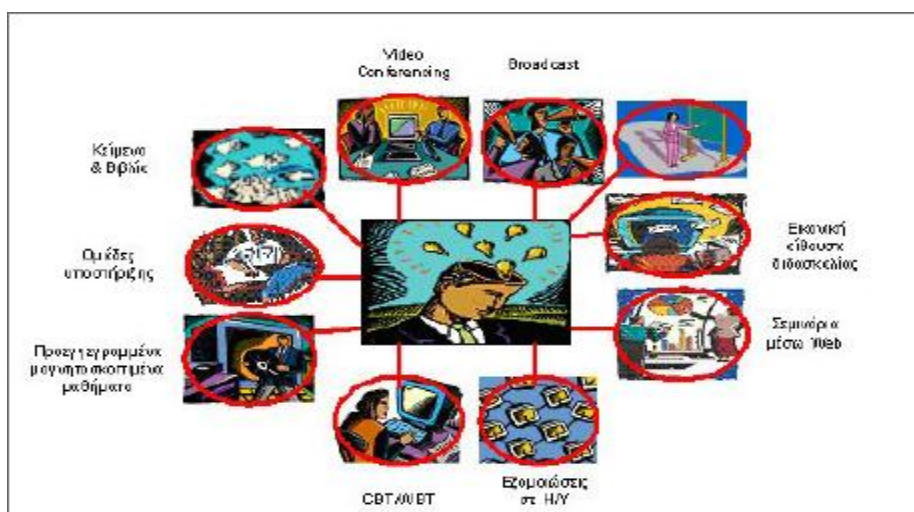 Video
Conferencing
Broadcast
Κείμενα
& Βιβλία
Ομάδες
υποστήριξης
Εικονική
αίθουσα
διδασκαλίας
Σεμινάρια
μέσω Web
Προεγγεγραμμένα
μαγνητοσκοπημένα
μαθήματα
CBT/WBT
Εξομοιώσεις
σε Η/Υ